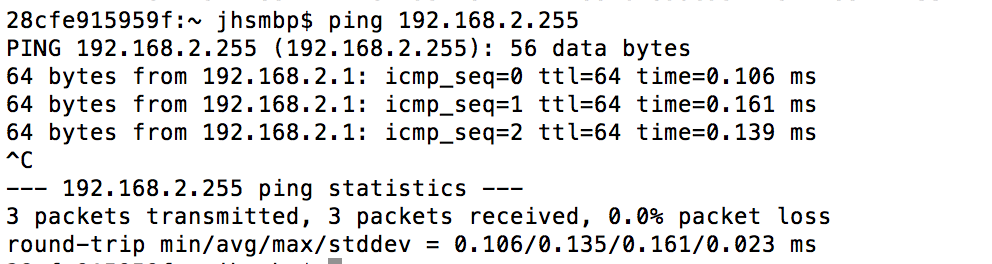 28cfe915959f:~ jhsmbp$ ping 192.168.2.255
PING 192.168.2.255 (192.168.2.255): 56 data bytes
64 bytes from 192.168.2.1: icmp_seq=0 ttl=64 time=0.106 ms
64 bytes from 192.168.2.1: icmp_seq=1 ttl=64 time=0.161 ms
64 bytes from 192.168.2.1: icmp_seq=2 ttl=64 time=0.139 ms
^C
--- 192.168.2.255 ping statistics ---
3 packets transmitted, 3 packets received, 0.0% packet loss
round-trip min/avg/max/stddev = 0.106/0.135/0.161/0.023 ms